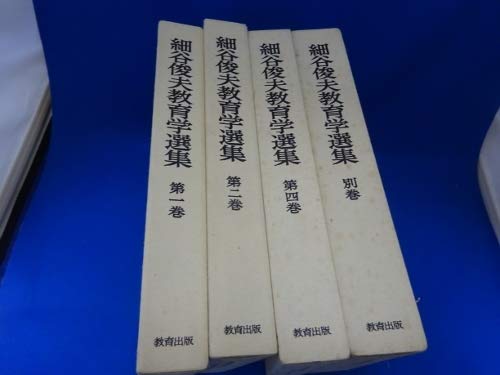 細谷俊夫教育学選集
第一巻
教育出版
細谷俊夫教育学選集
第二巻
教育出版
細谷俊夫教育学選集
第四巻
教育出版
細谷俊夫教育学選集
別巻
教育出版